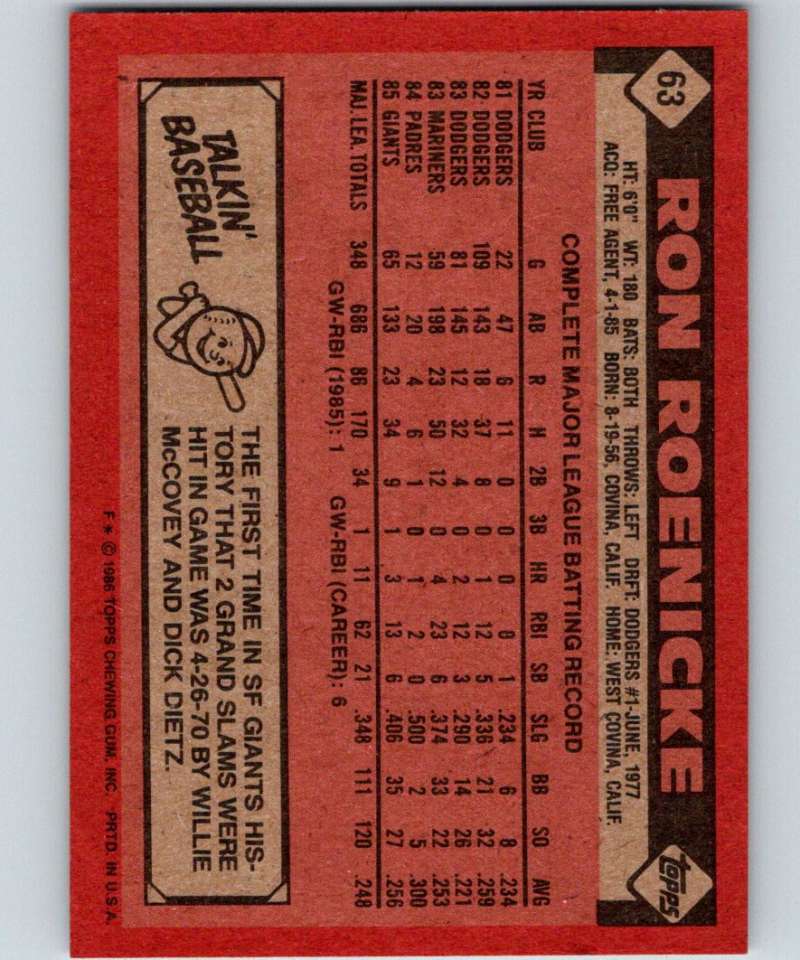 63
RON ROENICKE
topps
HT: 6'0" WT: 180 BATS: BOTH THROWS: LEFT DRFT: DODGERS #1-JUNE, 1977
ACQ: FREE AGENT, 4-1-85 BORN: 8-19-56, COVINA, CALIF. HOME: WEST COVINA, CALIF.
COMPLETE MAJOR LEAGUE BATTING RECORD
YR CLUB G AB R H 2B 3B HR RBI SB SLG BB SO AVG
81 DODGERS 22 47 6 11 0 0 0 0 1 .234 6 8 .234
82 DODGERS 109 143 18 37 8 0 1 12 5 .336 21 32 .259
83 DODGERS 81 145 12 32 4 0 2 12 3 .290 14 26 .221
83 MARINERS 59 198 23 50 12 0 4 23 6 .374 33 22 .253
84 PADRES 12 20 4 6 1 0 1 2 0 .500 2 5 .300
85 GIANTS 65 133 23 34 9 1 3 13 6 .406 35 27 .256
MAJ. LEA. TOTALS 348 686 86 170 34 1 11 62 21 .348 111 120 .248
GW-RBI (1985): 1 GW-RBI (CAREER): 6
TALKIN'
BASEBALL
THE FIRST TIME IN SF GIANTS HIS-
TORY THAT 2 GRAND SLAMS WERE
HIT IN GAME WAS 4-26-70 BY WILLIE
McCOVEY AND DICK DIETZ.
F* © 1986 TOPPS CHEWING GUM, INC. PRTD. IN U.S.A.